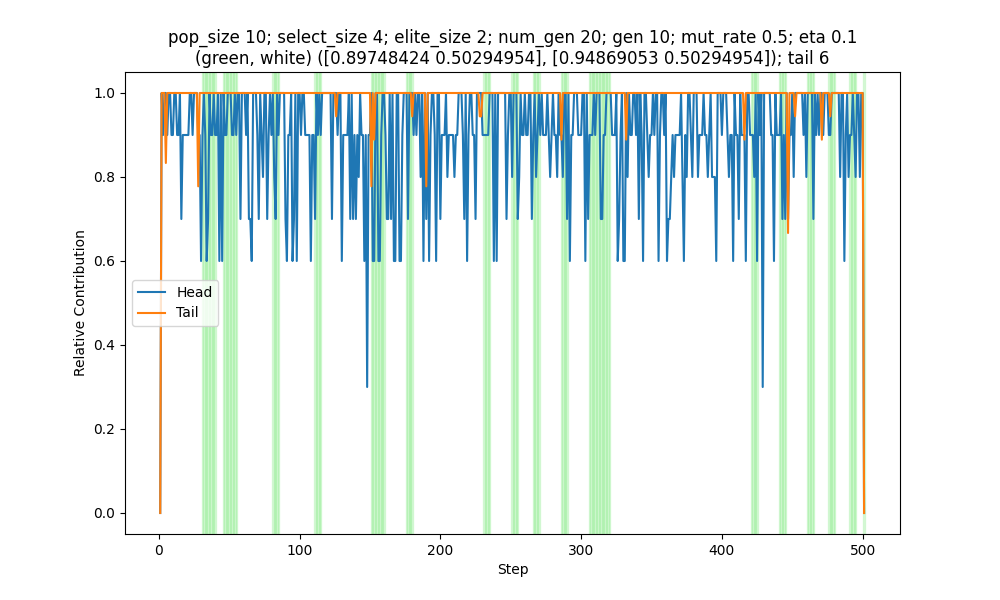 pop_size 10; select_size 4; elite_size 2; num_gen 20; gen 10; mut_rate 0.5; eta 0.1
(green, white) ([0.89748424 0.50294954], [0.94869053 0.50294954]); tail 6
Relative Contribution
1.0
0.8
0.6
0.4
0.2
0.0
Head
Tail
0 100 200 300 400 500
Step